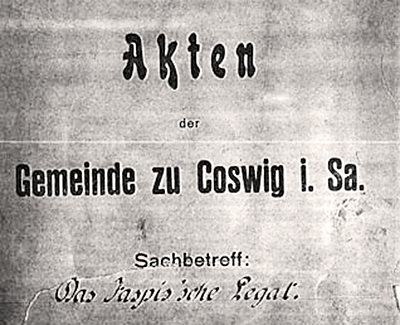 Akten
der
Gemeinde zu Coswig i. Sa.
Sachbetreff:
Das Jaspis'sche Legat.